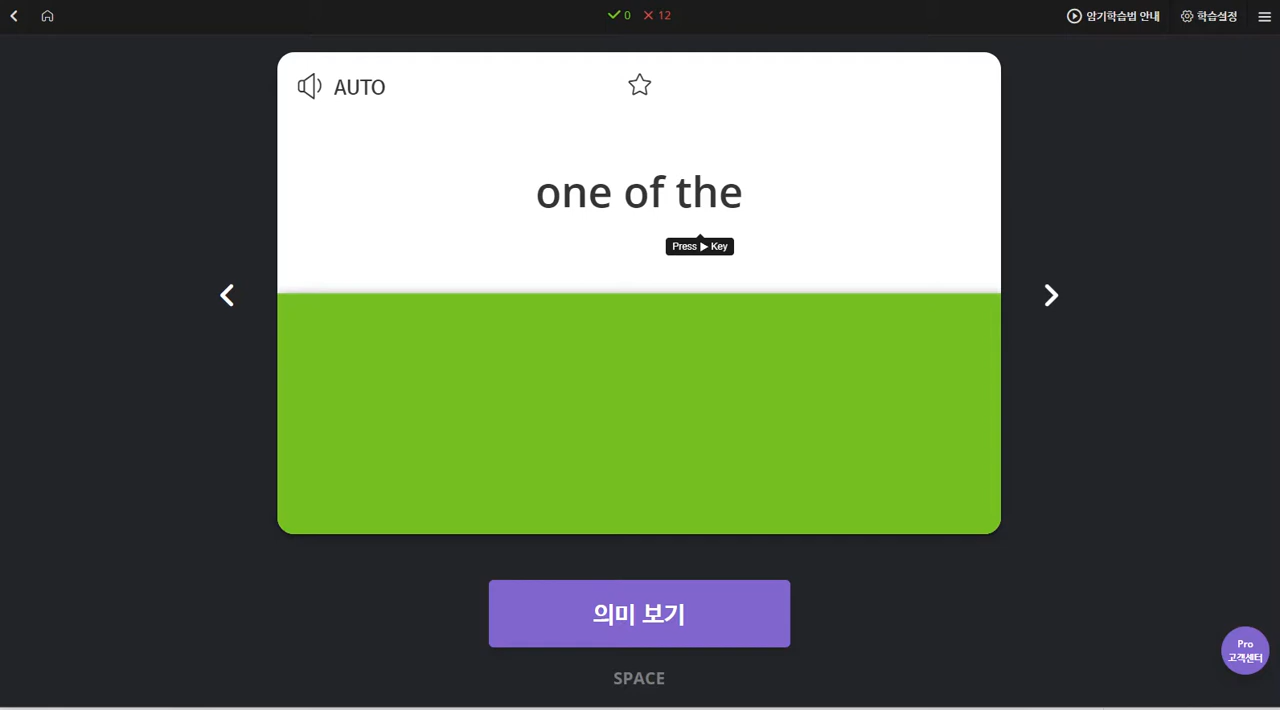 0 12 암기학습법 안내 학습설정
AUTO
one of the
Press ▶ Key
의미 보기
SPACE
Pro
고객센터